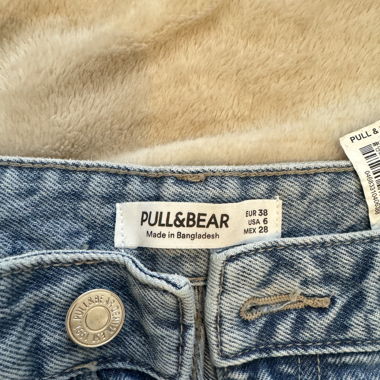 PULL & 
PULL&BEAR
Made in Bangladesh
EUR 38
USA 6
MEX 28